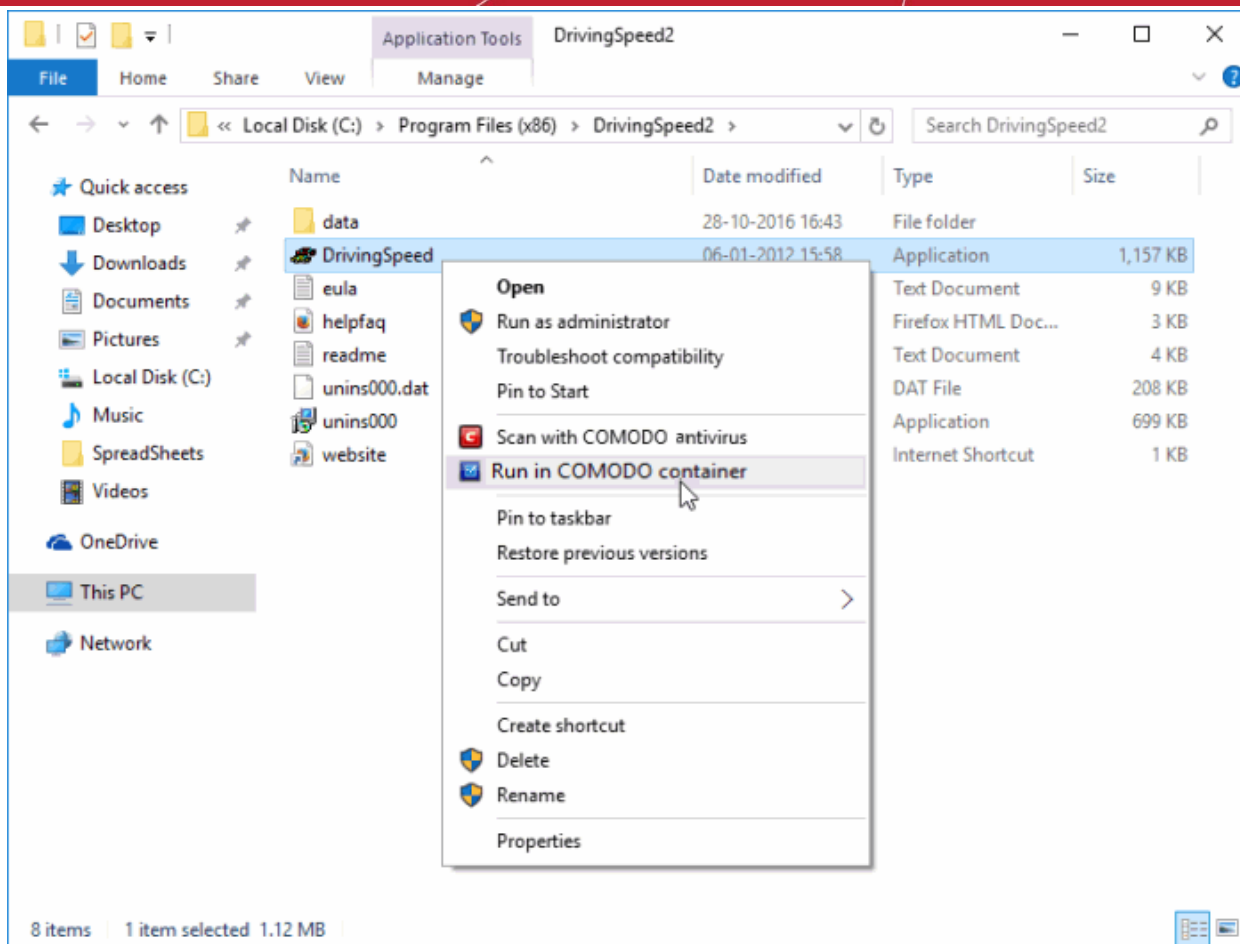 Application Tools DrivingSpeed2
File Home Share View Manage
« Local Disk (C:) > Program Files (x86) > DrivingSpeed2 > Search DrivingSpeed2
Name Date modified Type Size
Quick access
Desktop
Downloads
Documents
Pictures
Local Disk (C:)
Music
SpreadSheets
Videos
OneDrive
This PC
Network
data 28-10-2016 16:43 File folder
DrivingSpeed 06-01-2012 15:58 Application 1,157 KB
eula Text Document 9 KB
helpfaq Firefox HTML Doc... 3 KB
readme Text Document 4 KB
unins000.dat DAT File 208 KB
unins000 Application 699 KB
website Internet Shortcut 1 KB
Open
Run as administrator
Troubleshoot compatibility
Pin to Start
Scan with COMODO antivirus
Run in COMODO container
Pin to taskbar
Restore previous versions
Send to >
Cut
Copy
Create shortcut
Delete
Rename
Properties
8 items 1 item selected 1.12 MB